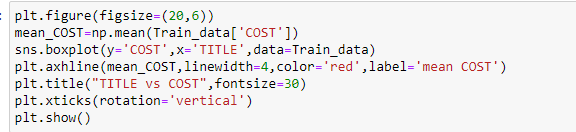 plt.figure(figsize=(20,6))
mean_COST=np.mean(Train_data['COST'])
sns.boxplot(y='COST',x='TITLE',data=Train_data)
plt.axhline(mean_COST,linewidth=4,color='red',label='mean COST')
plt.title("TITLE vs COST",fontsize=30)
plt.xticks(rotation='vertical')
plt.show()